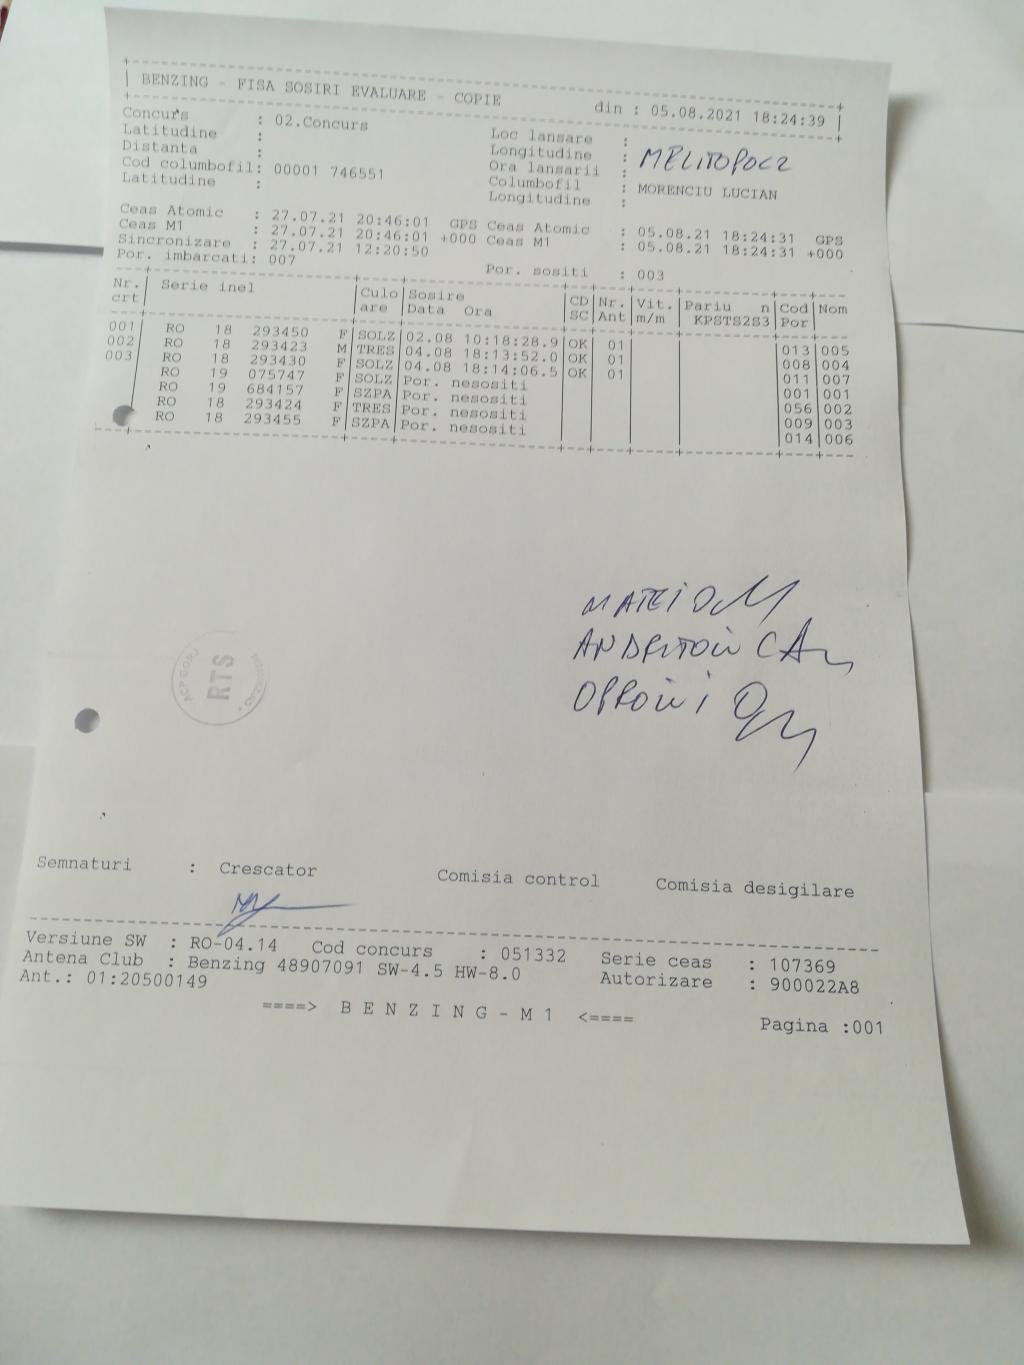 BENZING - FISA SOSIRI EVALUARE - COPIE din : 05.08.2021 18:24:39
Concurs : 02.Concurs Loc lansare :
Latitudine : Longitudine : MELITOPOL 2
Distanta : Ora lansarii :
Cod columbofil: 00001 746551 Columbofil : MORENCIU LUCIAN
Latitudine : Longitudine :
Ceas Atomic : 27.07.21 20:46:01 GPS Ceas Atomic : 05.08.21 18:24:31 GPS
Ceas M1 : 27.07.21 20:46:01 +000 Ceas M1 : 05.08.21 18:24:31 +000
Sincronizare : 27.07.21 12:20:50
Por. imbarcati: 007 Por. sositi : 003
Nr. crt Serie inel Culo are Sosire Data Ora CD SC Nr. Ant Vit. m/m Pariu n KPSTS2S3 Cod Por Nom
001 RO 18 293450 F SOLZ 02.08 10:18:28.9 OK 01 013 005
002 RO 18 293423 M TRES 04.08 18:13:52.0 OK 01 008 004
003 RO 18 293430 F SOLZ 04.08 18:14:06.5 OK 01 011 007
RO 19 075747 F SOLZ Por. nesositi 001 001
RO 19 684157 F SZPA Por. nesositi 056 002
RO 18 293424 F TRES Por. nesositi 009 003
RO 18 293455 F SZPA Por. nesositi 014 006
MATEI D
ACP GORJ
RTS
Semnaturi : Crescator Comisia control Comisia desigilare
Versiune SW : RO-04.14 Cod concurs : 051332 Serie ceas : 107369
Antena Club : Benzing 48907091 SW-4.5 HW-8.0 Autorizare : 900022A8
Ant.: 01:20500149
====> B E N Z I N G - M 1 <====
Pagina :001